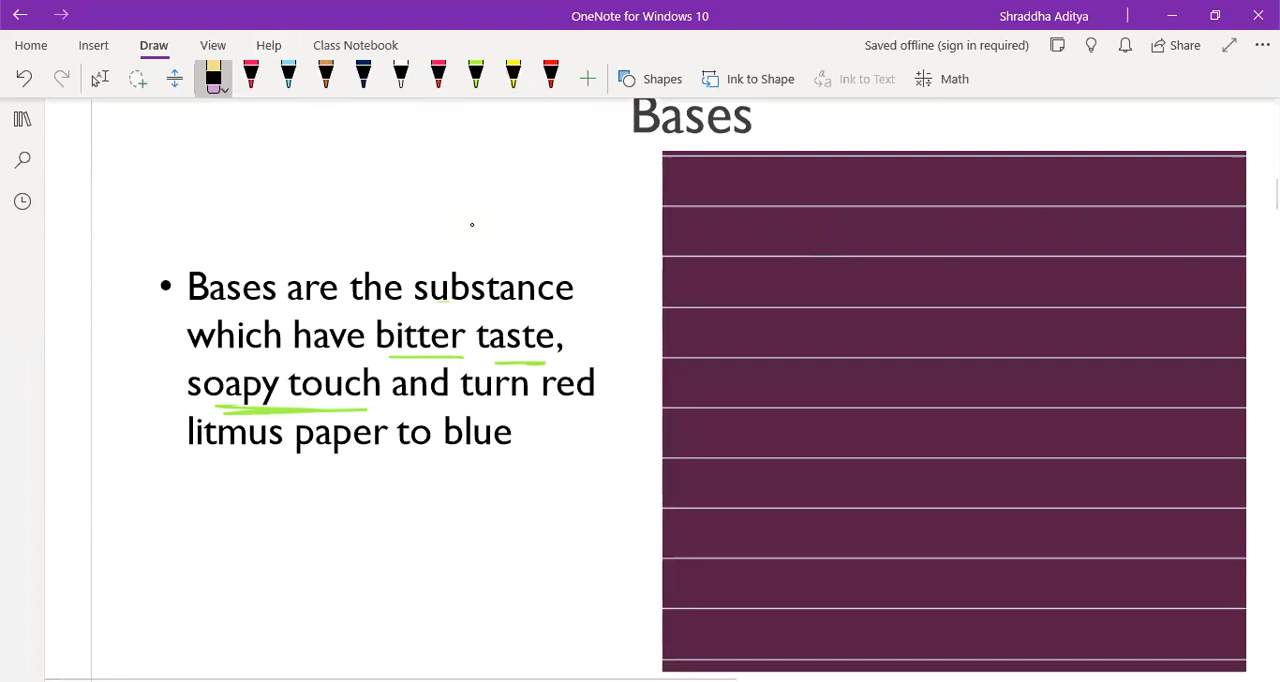 OneNote for Windows 10
Shraddha Aditya
Home Insert Draw View Help Class Notebook
Saved offline (sign in required) Share
Shapes Ink to Shape Ink to Text Math
Bases
• Bases are the substance
which have bitter taste,
soapy touch and turn red
litmus paper to blue